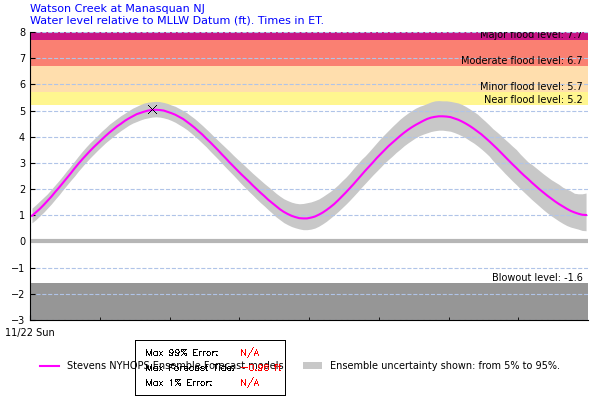 Watson Creek at Manasquan NJ
Water level relative to MLLW Datum (ft). Times in ET.
8
Major flood level: 7.7
7
Moderate flood level: 6.7
6
Minor flood level: 5.7
Near flood level: 5.2
5
4
3
2
1
0
−1
Blowout level: -1.6
−2
−3
11/22 Sun
Max 99% Error: N/A
Stevens NYHOPS Ensemble Forecast models
Ensemble uncertainty shown: from 5% to 95%.
Max Forecast Tide:
Max 1% Error: N/A